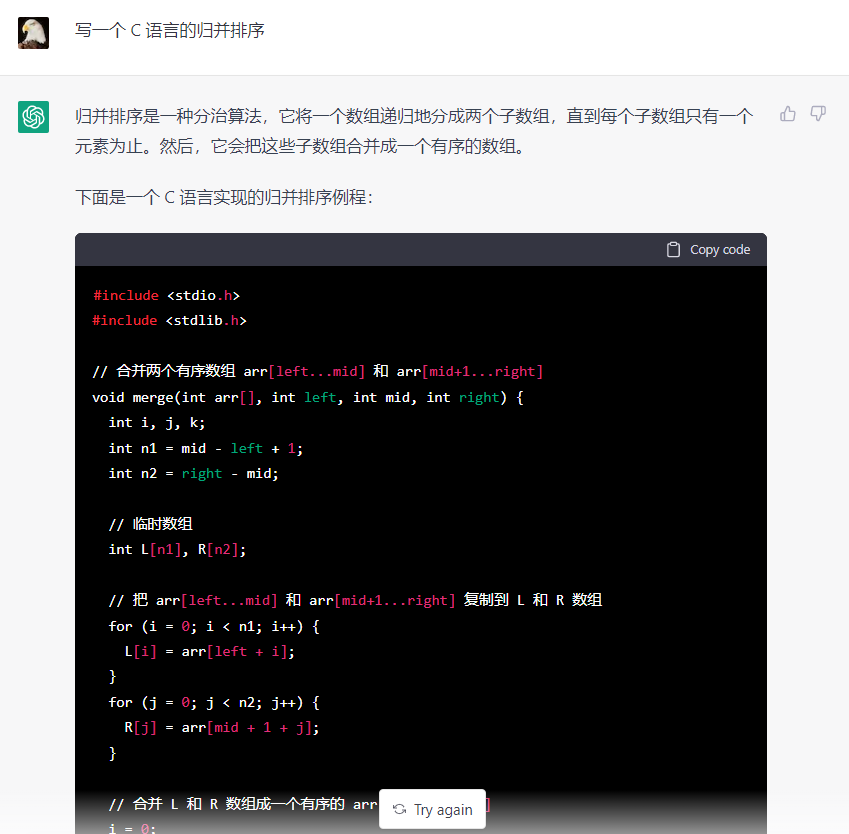 写一个 C 语言的归并排序
归并排序是一种分治算法，它将一个数组递归地分成两个子数组，直到每个子数组只有一个
元素为止。然后，它会把这些子数组合并成一个有序的数组。
下面是一个 C 语言实现的归并排序例程：
Copy code
#include <stdio.h>
#include <stdlib.h>
// 合并两个有序数组 arr[left...mid] 和 arr[mid+1...right]
void merge(int arr[], int left, int mid, int right) {
  int i, j, k;
  int n1 = mid - left + 1;
  int n2 = right - mid;
  // 临时数组
  int L[n1], R[n2];
  // 把 arr[left...mid] 和 arr[mid+1...right] 复制到 L 和 R 数组
  for (i = 0; i < n1; i++) {
    L[i] = arr[left + i];
  }
  for (j = 0; j < n2; j++) {
    R[j] = arr[mid + 1 + j];
  }
  // 合并 L 和 R 数组成一个有序的 arr ]
Try again
  i = 0;